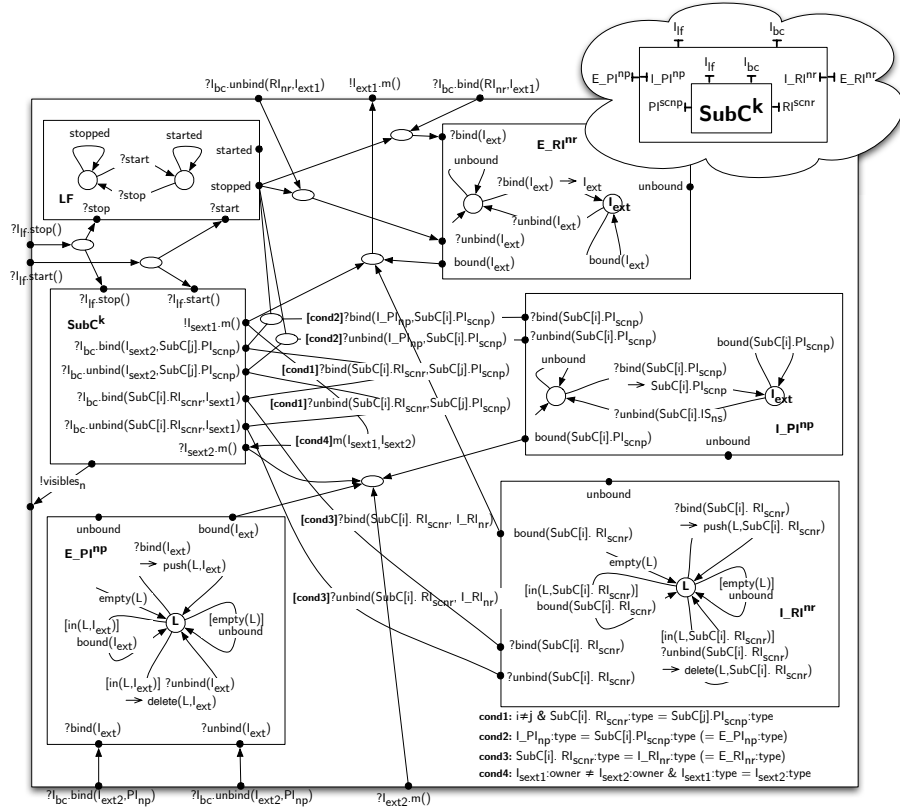 I_lf
I_bc
E_PI^np
I_PI^np
I_lf
I_bc
I_RI^nr
E_RI^nr
PI^scnp
SubC^k
RI^scnr
?I_bc.unbind(RI_nr,I_ext1)
!I_ext1.m()
?I_bc.bind(RI_nr,I_ext1)
stopped
started
?start
?stop
LF
started
stopped
?stop
?start
?bind(I_ext)
E_RI^nr
unbound
?bind(I_ext) → I_ext
I_ext
?unbind(I_ext)
unbound
?unbind(I_ext)
bound(I_ext)
bound(I_ext)
?I_lf.stop()
?I_lf.start()
?I_lf.stop()
?I_lf.start()
SubC^k
!I_sext1.m()
?I_bc.bind(I_sext2,SubC[j].PI_scnp)
?I_bc.unbind(I_sext2,SubC[j].PI_scnp)
?I_bc.bind(SubC[i].RI_scnr,I_sext1)
?I_bc.unbind(SubC[i].RI_scnr,I_sext1)
?I_sext2.m()
[cond2]?bind(I_PI_np,SubC[i].PI_scnp)
[cond2]?unbind(I_PI_np,SubC[i].PI_scnp)
[cond1]?bind(SubC[i].RI_scnr,SubC[j].PI_scnp)
[cond1]?unbind(SubC[i].RI_scnr,SubC[j].PI_scnp)
[cond4]m(I_sext1,I_sext2)
?bind(SubC[i].PI_scnp)
?unbind(SubC[i].PI_scnp)
bound(SubC[i].PI_scnp)
unbound
?bind(SubC[i].PI_scnp)
→ SubC[i].PI_scnp
I_ext
?unbind(SubC[i].IS_ns)
I_PI^np
bound(SubC[i].PI_scnp)
unbound
!visibles_n
unbound
bound(I_ext)
E_PI^np
?bind(I_ext)
→ push(L,I_ext)
empty(L)
[in(L,I_ext)]
bound(I_ext)
L
[empty(L)]
unbound
[in(L,I_ext)] ?unbind(I_ext)
→ delete(L,I_ext)
?bind(I_ext)
?unbind(I_ext)
[cond3]?bind(SubC[i]. RI_scnr, I_RI_nr)
[cond3]?unbind(SubC[i]. RI_scnr, I_RI_nr)
unbound
?bind(SubC[i]. RI_scnr)
→ push(L,SubC[i]. RI_scnr)
bound(SubC[i]. RI_scnr)
empty(L)
[in(L,SubC[i]. RI_scnr)]
bound(SubC[i]. RI_scnr)
L
[empty(L)]
unbound
I_RI^nr
[in(L,SubC[i]. RI_scnr)]
?unbind(SubC[i]. RI_scnr)
→ delete(L,SubC[i]. RI_scnr)
?bind(SubC[i]. RI_scnr)
?unbind(SubC[i]. RI_scnr)
cond1: i≠j & SubC[i]. RI_scnr:type = SubC[j].PI_scnp:type
cond2: I_PI_np:type = SubC[i].PI_scnp:type (= E_PI_np:type)
cond3: SubC[i]. RI_scnr:type = I_RI_nr:type (= E_RI_nr:type)
cond4: I_sext1:owner ≠ I_sext2:owner & I_sext1:type = I_sext2:type
?I_bc.bind(I_ext2,PI_np)
?I_bc.unbind(I_ext2,PI_np)
?I_ext2.m()